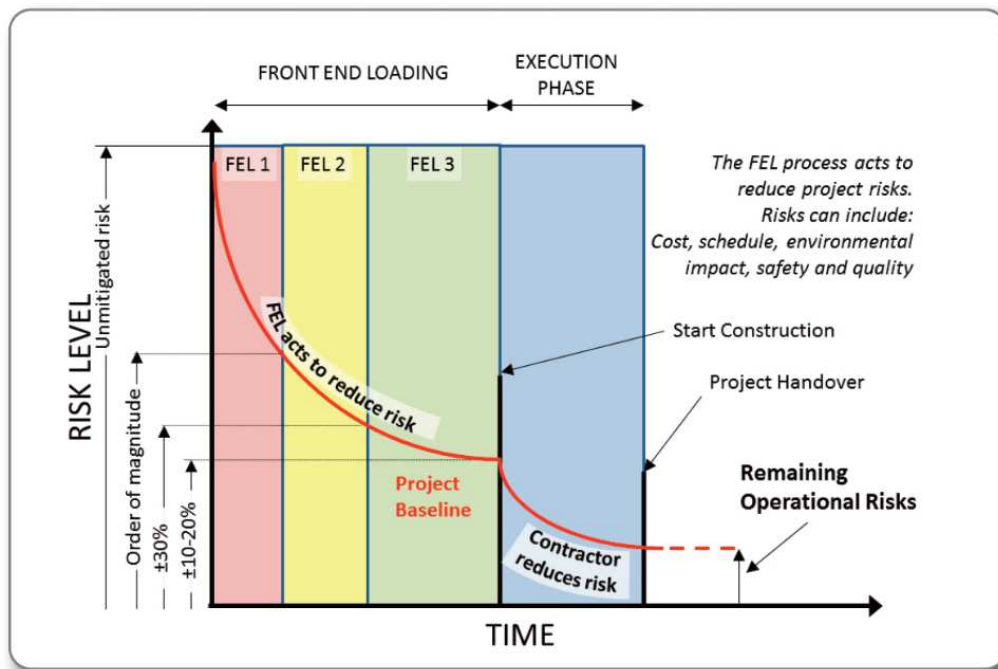 FRONT END LOADING
EXECUTION
PHASE
FEL 1
FEL 2
FEL 3
The FEL process acts to
reduce project risks.
Risks can include:
Cost, schedule, environmental
impact, safety and quality
RISK LEVEL
Unmitigated risk
Order of magnitude
±30%
±10-20%
FEL acts to reduce risk
Start Construction
Project Handover
Project
Baseline
Remaining
Operational Risks
Contractor
reduces risk
TIME